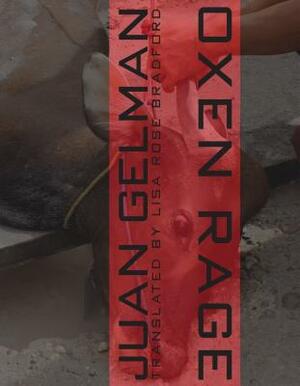 JUAN GELMAN
TRANSLATED BY LISA ROSE BRADFORD
OXEN RAGE